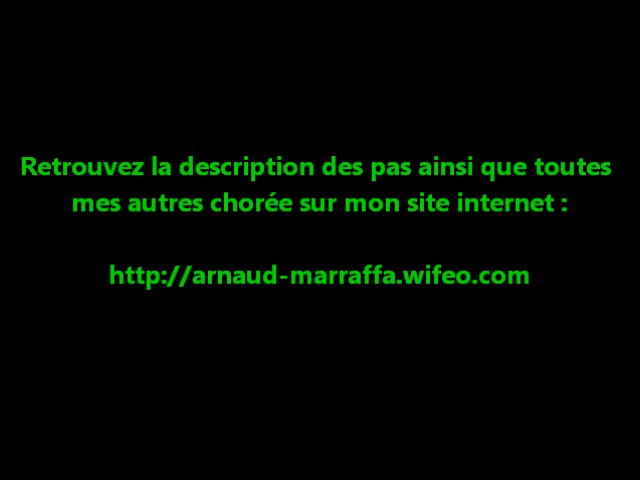 Retrouvez la description des pas ainsi que toutes
mes autres chorée sur mon site internet :
http://arnaud-marraffa.wifeo.com